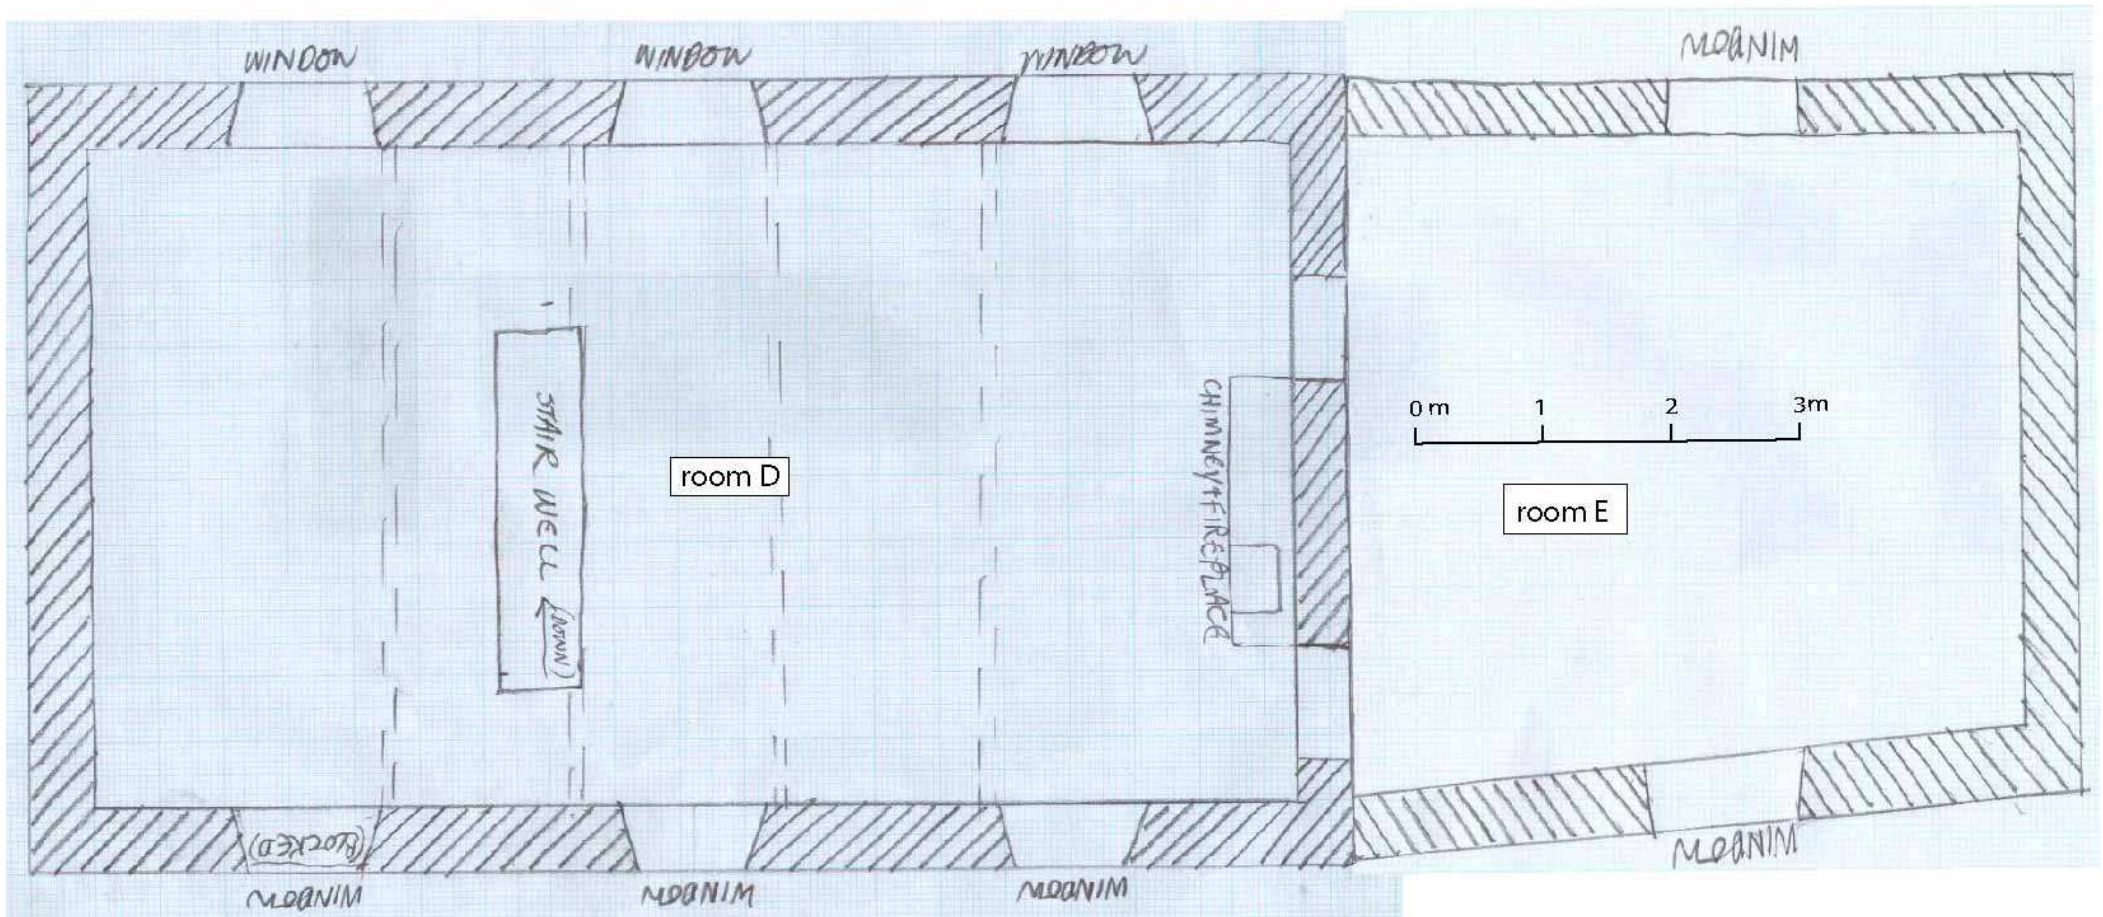 WINDOW
WINDOW
WINDOW
WINDOW
STAIR WELL (DOWN)
room D
CHIMNEY+FIREPLACE
0 m 1 2 3m
room E
(BLOCKED)
WINDOW
WINDOW
WINDOW
WINDOW